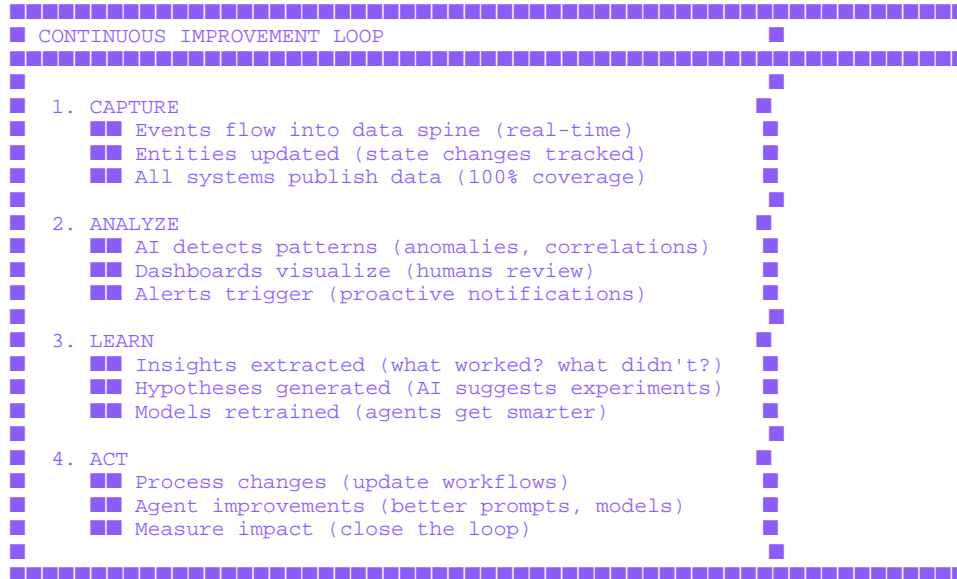 CONTINUOUS IMPROVEMENT LOOP
1. CAPTURE
Events flow into data spine (real-time)
Entities updated (state changes tracked)
All systems publish data (100% coverage)
2. ANALYZE
AI detects patterns (anomalies, correlations)
Dashboards visualize (humans review)
Alerts trigger (proactive notifications)
3. LEARN
Insights extracted (what worked? what didn't?)
Hypotheses generated (AI suggests experiments)
Models retrained (agents get smarter)
4. ACT
Process changes (update workflows)
Agent improvements (better prompts, models)
Measure impact (close the loop)